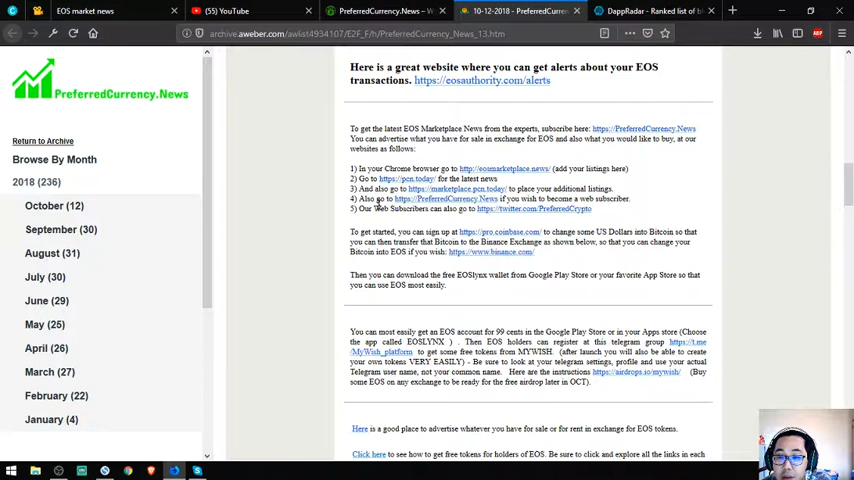 EOS market news
(55) YouTube
PreferredCurrency.News – W
10-12-2018 - PreferredCurren
DappRadar - Ranked list of bl
archive.aweber.com/awlist4934107/E2F_F/h/PreferredCurrency_News_13.htm
PreferredCurrency.News
Return to Archive
Browse By Month
2018 (236)
October (12)
September (30)
August (31)
July (30)
June (29)
May (25)
April (26)
March (27)
February (22)
January (4)
Here is a great website where you can get alerts about your EOS
transactions. https://eosauthority.com/alerts
To get the latest EOS Marketplace News from the experts, subscribe here: https://PreferredCurrency.News
You can advertise what you have for sale in exchange for EOS and also what you would like to buy, at our
websites as follows:
1) In your Chrome browser go to http://eosmarketplace.news/ (add your listings here)
2) Go to https://pcn.today/ for the latest news
3) And also go to https://marketplace.pcn.today/ to place your additional listings.
4) Also go to https://PreferredCurrency.News if you wish to become a web subscriber.
5) Our Web Subscribers can also go to https://twitter.com/PreferredCrypto
To get started, you can sign up at https://pro.coinbase.com/ to change some US Dollars into Bitcoin so that
you can then transfer that Bitcoin to the Binance Exchange as shown below, so that you can change your
Bitcoin into EOS if you wish: https://www.binance.com/
Then you can download the free EOSlynx wallet from Google Play Store or your favorite App Store so that
you can use EOS most easily.
You can most easily get an EOS account for 99 cents in the Google Play Store or in your Apps store (Choose
the app called EOSLYNX ) . Then EOS holders can register at this telegram group https://t.me
/MyWish_platform to get some free tokens from MYWISH. (after launch you will also be able to create
your own tokens VERY EASILY) - Be sure to look at your telegram settings, profile and use your actual
Telegram user name, not your common name. Here are the instructions https://airdrops.io/mywish/ (Buy
some EOS on any exchange to be ready for the free airdrop later in OCT).
Here is a good place to advertise whatever you have for sale or for rent in exchange for EOS tokens.
Click here to see how to get free tokens for holders of EOS. Be sure to click and explore all the links in each